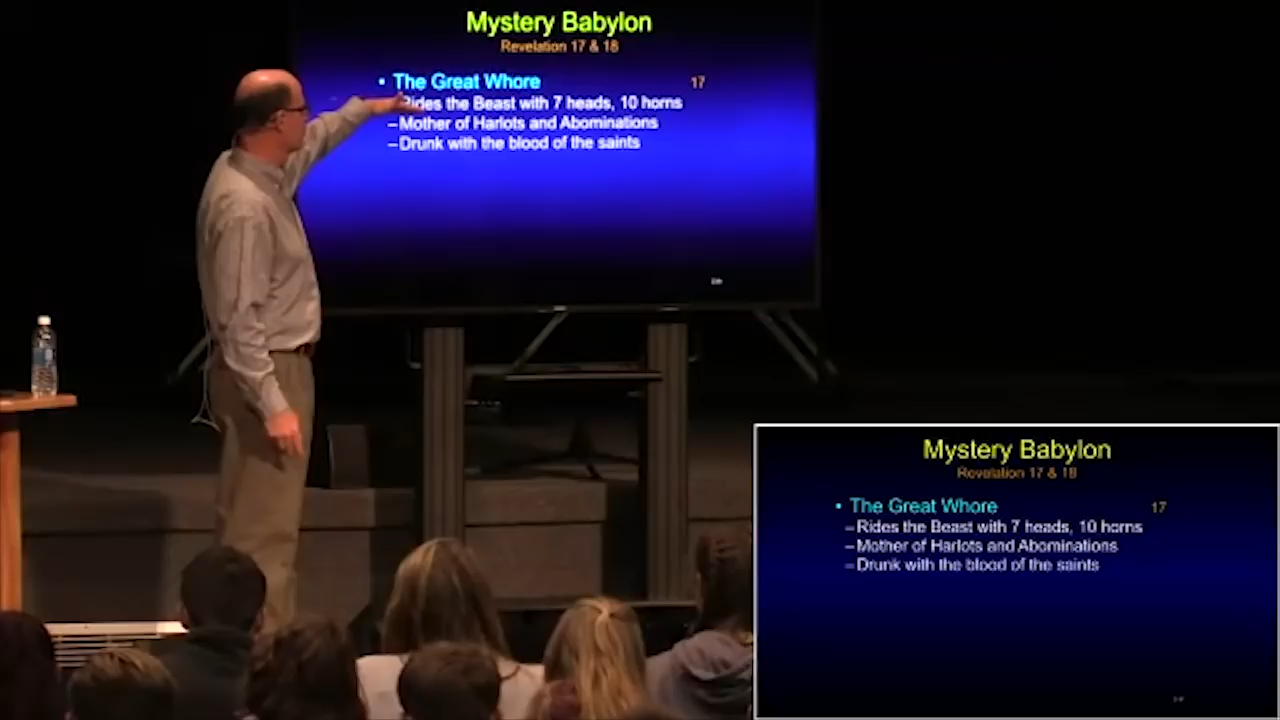 Mystery Babylon
Revelation 17 & 18
• The Great Whore 17
–Rides the Beast with 7 heads, 10 horns
–Mother of Harlots and Abominations
–Drunk with the blood of the saints
Mystery Babylon
Revelation 17 & 18
• The Great Whore 17
–Rides the Beast with 7 heads, 10 horns
–Mother of Harlots and Abominations
–Drunk with the blood of the saints